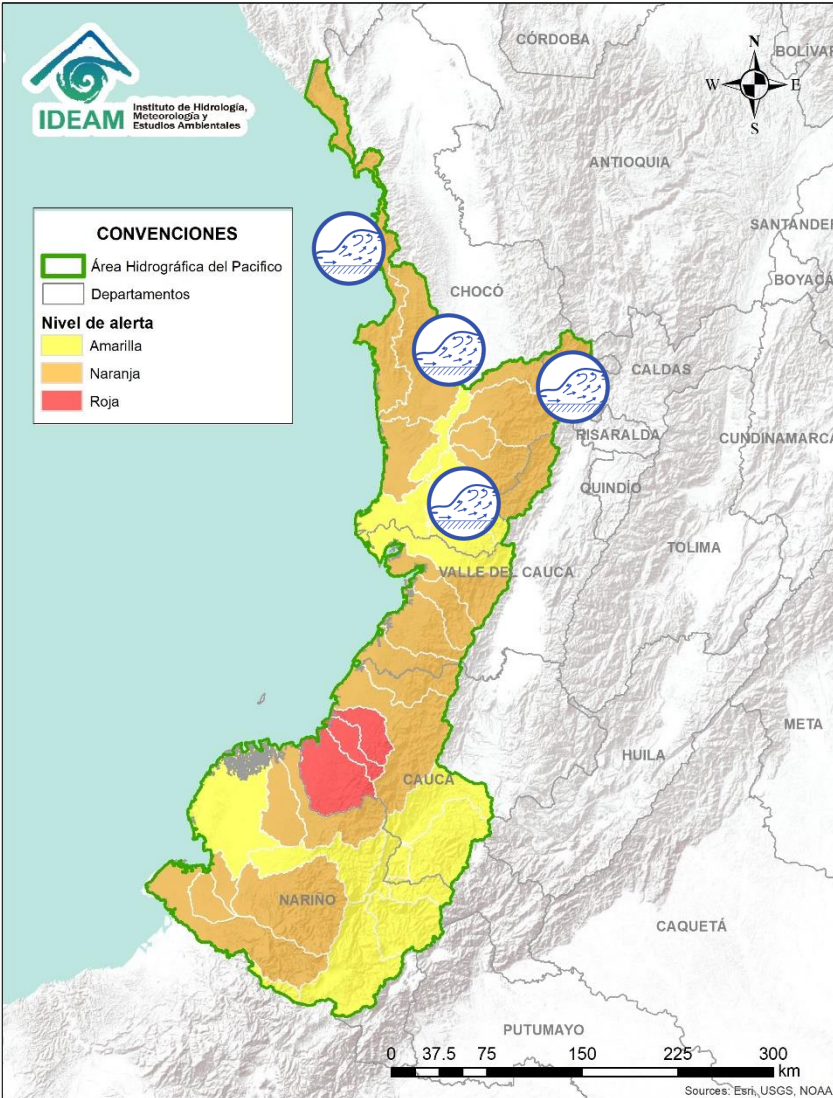 IDEAM
Instituto de Hidrología,
Meteorología y
Estudios Ambientales
CÓRDOBA
BOLÍVAR
N
W
E
S
ANTIOQUIA
SANTANDER
BOYACÁ
CONVENCIONES
Área Hidrográfica del Pacifico
Departamentos
Nivel de alerta
Amarilla
Naranja
Roja
CHOCÓ
CALDAS
RISARALDA
CUNDINAMARCA
QUINDÍO
TOLIMA
VALLE DEL CAUCA
META
HUILA
CAUCA
NARIÑO
CAQUETÁ
PUTUMAYO
0 37.5 75 150 225 300
km
Sources: Esri, USGS, NOAA